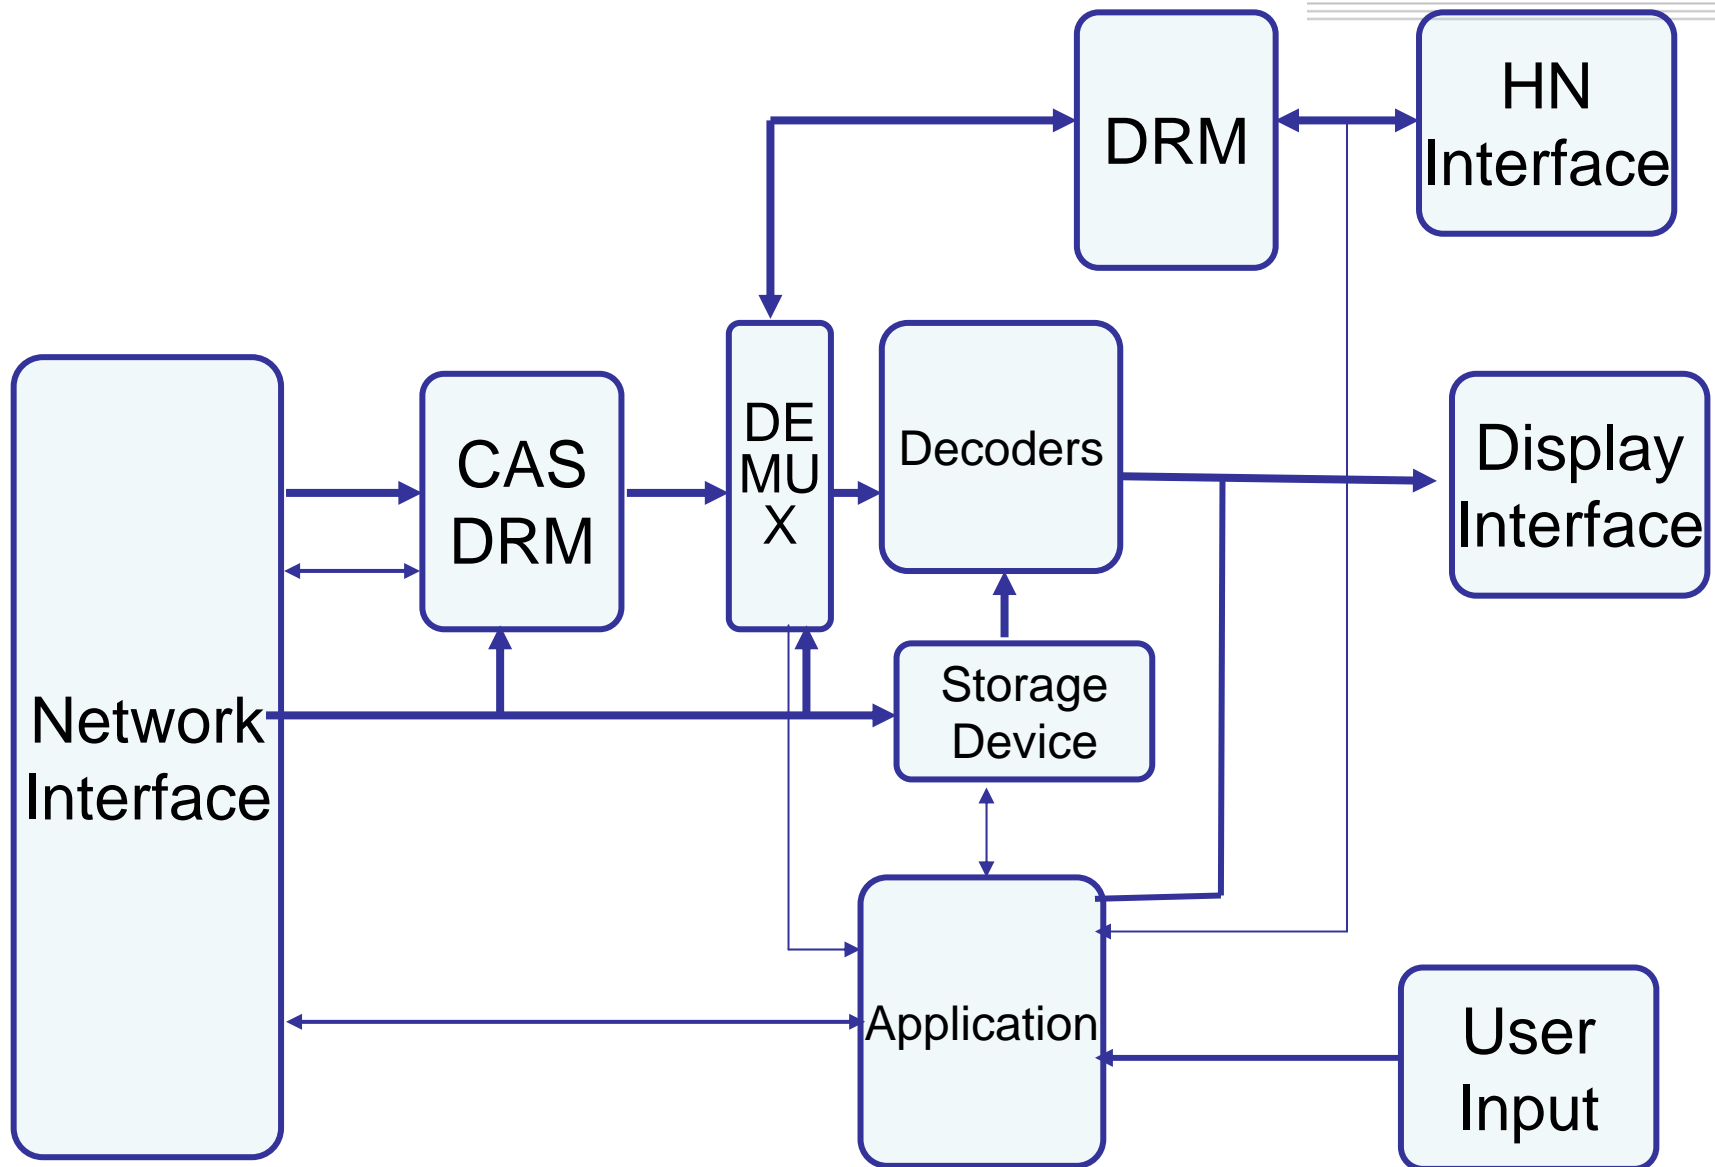 DRM
HN
Interface
Network
Interface
CAS
DRM
DE
MU
X
Decoders
Display
Interface
Storage
Device
Application
User
Input